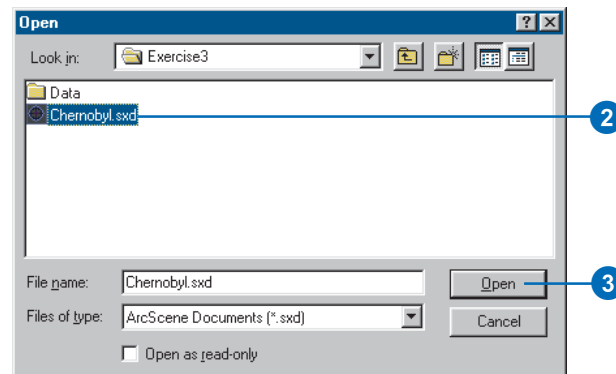 Open
Look in: Exercise3
Data
Chernobyl.sxd
2
File name: Chernobyl.sxd Open
3
Files of type: ArcScene Documents (*.sxd) Cancel
Open as read-only